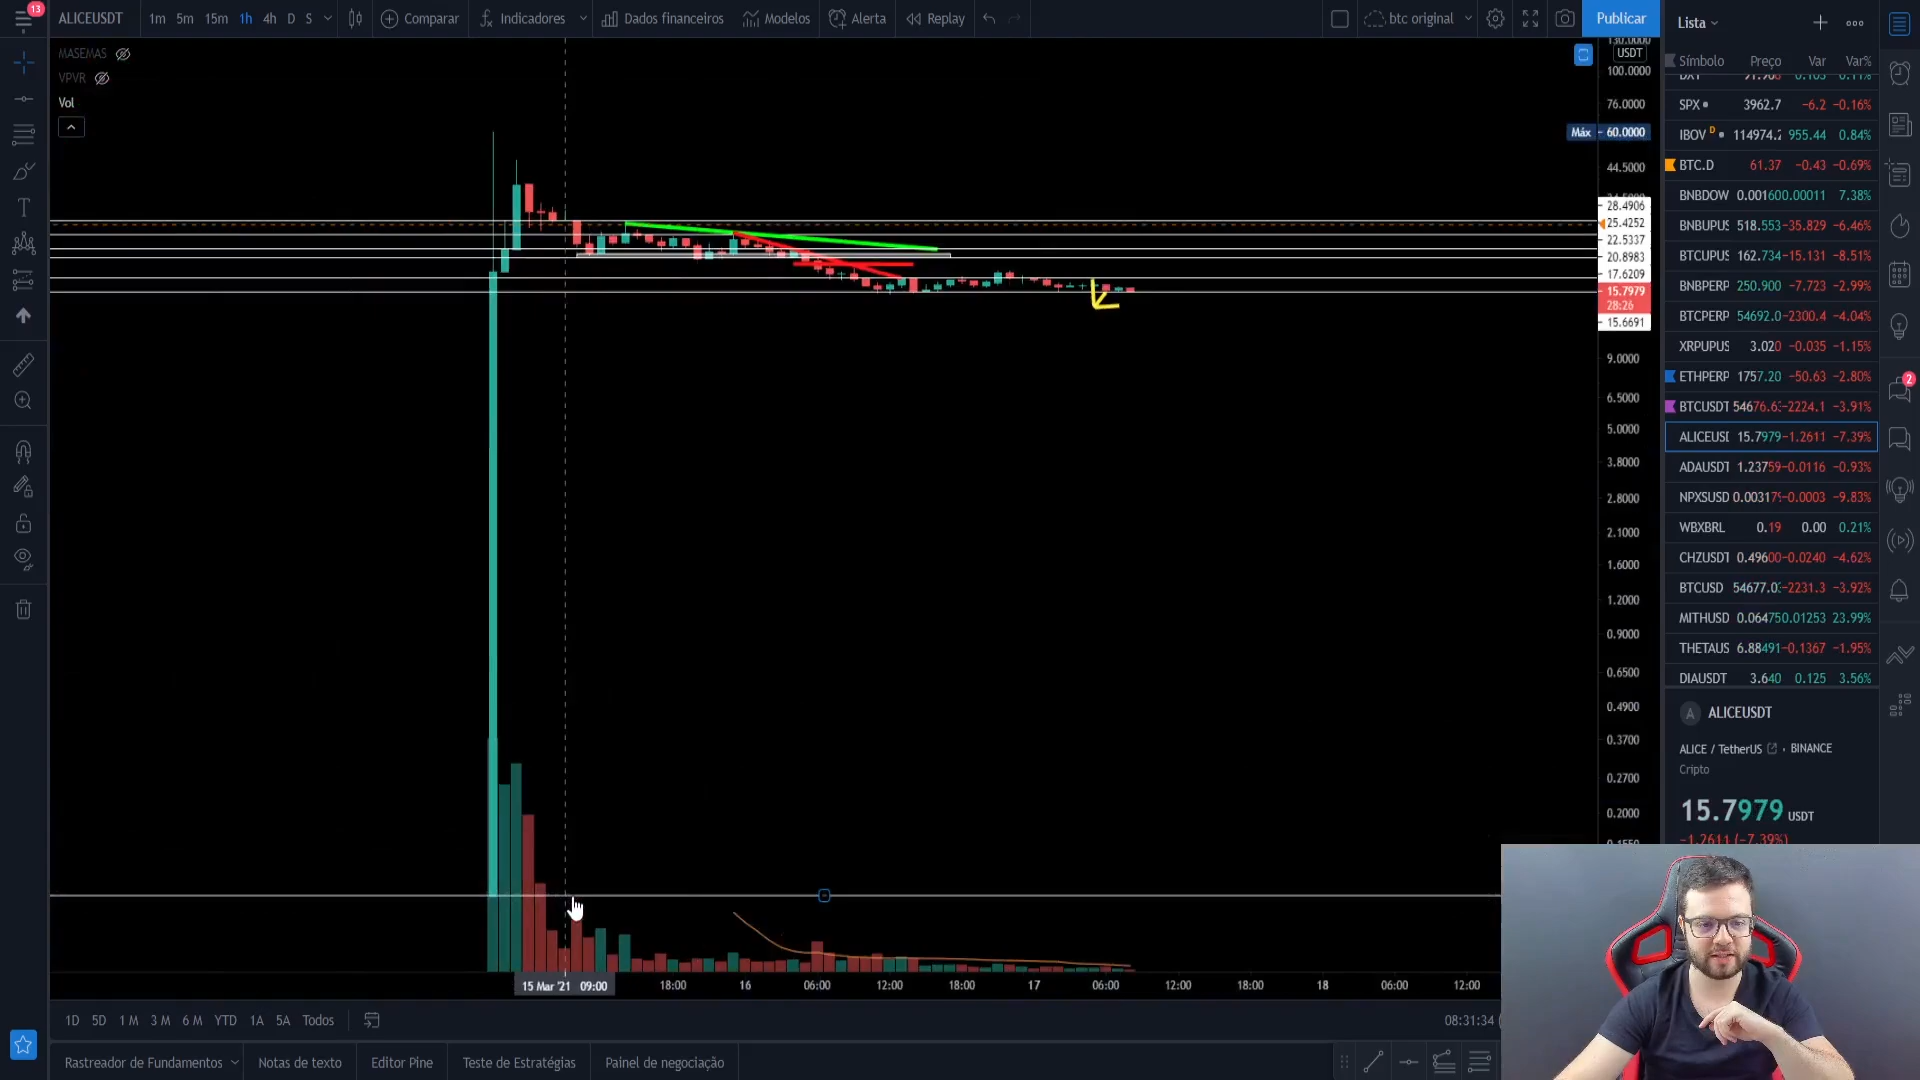 13
ALICEUSDT 1m 5m 15m 1h 4h D S Comparar Indicadores Dados financeiros Modelos Alerta Replay btc original Publicar
MASEMAS
VPVR
Vol
130.0000
USDT
100.0000
76.0000
Máx 60.0000
44.5000
28.4906
25.4252
22.5337
20.8983
17.6209
15.7979
28:26
15.6691
9.0000
6.5000
5.0000
3.8000
2.8000
2.1000
1.6000
1.2000
0.9000
0.6500
0.4900
0.3700
0.2700
0.2000
15 Mar '21 09:00 18:00 16 06:00 12:00 18:00 17 06:00 12:00 18:00 18 06:00 12:00
1D 5D 1M 3M 6M YTD 1A 5A Todos 08:31:34
Rastreador de Fundamentos Notas de texto Editor Pine Teste de Estratégias Painel de negociação
Lista
Símbolo Preço Var Var%
DXY 91.908 0.103 0.11%
SPX 3962.7 −6.2 −0.16%
IBOV D 114974.2 955.44 0.84%
BTC.D 61.37 −0.43 −0.69%
BNBDOW 0.001600.00011 7.38%
BNBUPUS 518.553−35.829 −6.46%
BTCUPUS 162.734−15.131 −8.51%
BNBPERP 250.900 −7.723 −2.99%
BTCPERP 54692.0−2300.4 −4.04%
XRPUPUS 3.020 −0.035 −1.15%
ETHPERP 1757.20 −50.63 −2.80%
BTCUSDT 54676.6−2224.1 −3.91%
ALICEUSD 15.7979−1.2611 −7.39%
ADAUSDT 1.23759−0.0116 −0.93%
NPXSUSD 0.003179−0.0003 −9.83%
WBXBRL 0.19 0.00 0.21%
CHZUSDT 0.49600−0.0240 −4.62%
BTCUSD 54677.0−2231.3 −3.92%
MITHUSD 0.064750.01253 23.99%
THETAUS 6.88491−0.1367 −1.95%
DIAUSDT 3.640 0.125 3.56%
2
A ALICEUSDT
ALICE / TetherUS • BINANCE
Cripto
15.7979 USDT
−1.2611 (−7.39%)